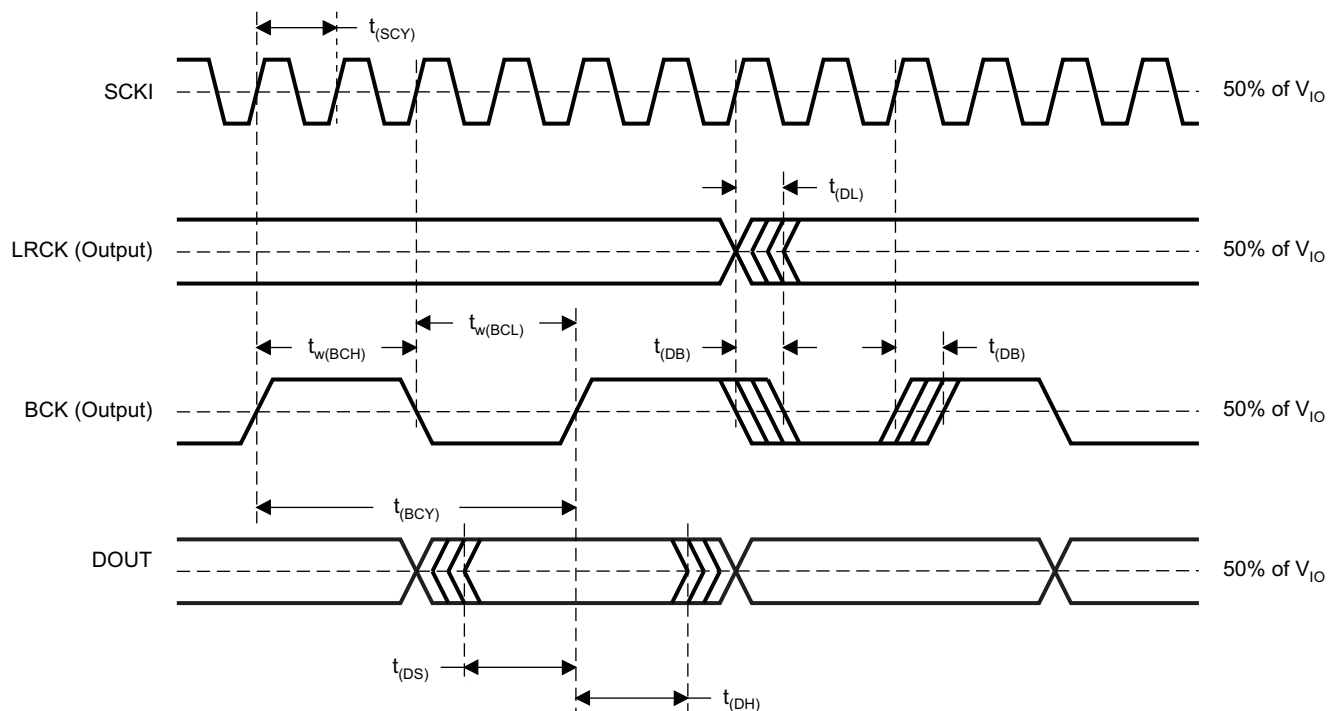 t(SCY)
SCKI
50% of VIO
t(DL)
LRCK (Output)
50% of VIO
tw(BCL)
tw(BCH)
t(DB)
t(DB)
BCK (Output)
50% of VIO
t(BCY)
DOUT
50% of VIO
t(DS)
t(DH)